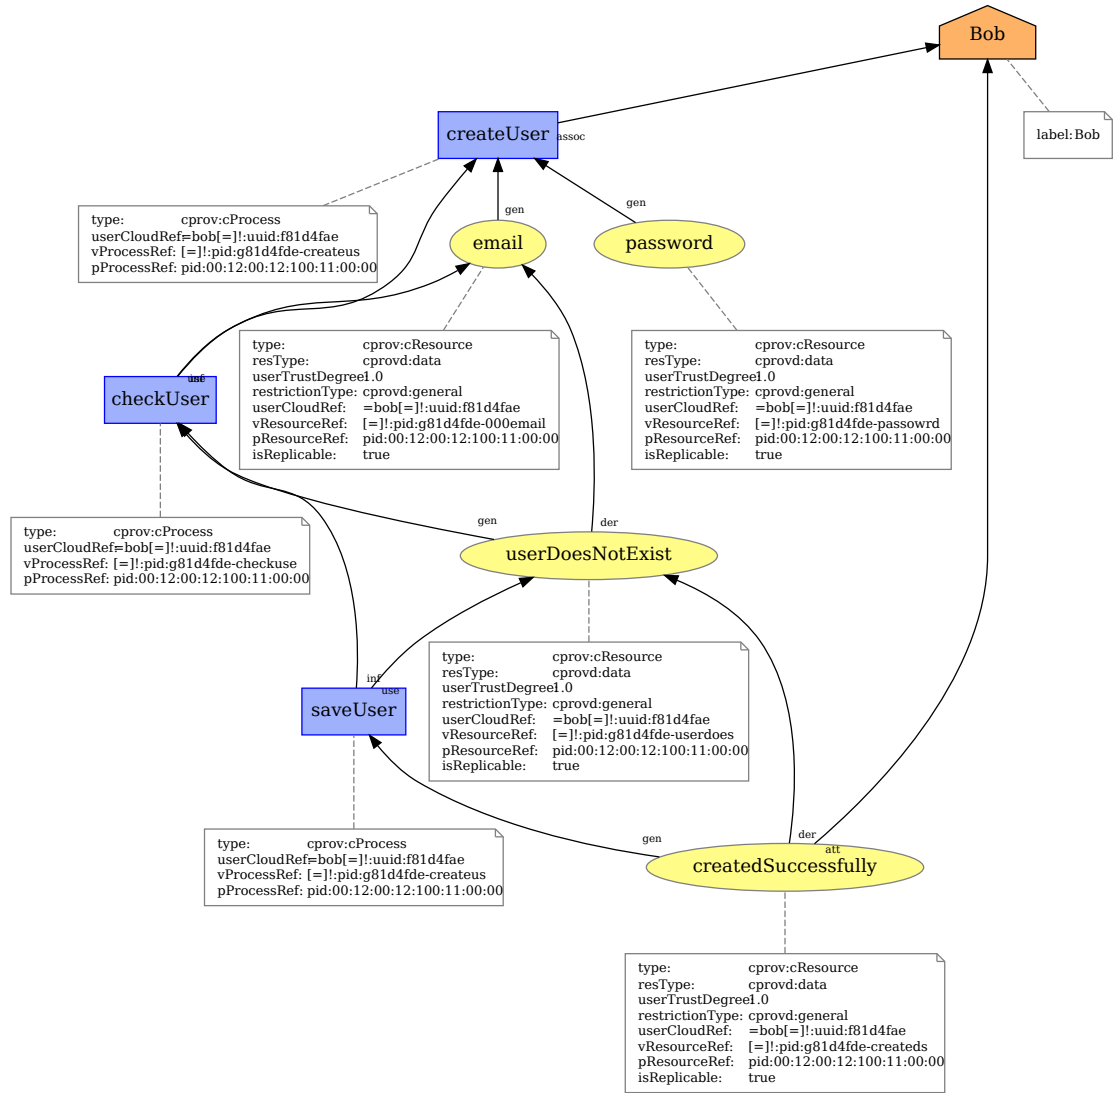 Bob
label: Bob
createUser
assoc
type: cprov:cProcess
userCloudRef: =bob[=]!:uuid:f81d4fae
vProcessRef: [=]!:pid:g81d4fde-createus
pProcessRef: pid:00:12:00:12:100:11:00:00
gen
gen
email
password
type: cprov:cResource
resType: cprovd:data
userTrustDegree: 1.0
restrictionType: cprovd:general
userCloudRef: =bob[=]!:uuid:f81d4fae
vResourceRef: [=]!:pid:g81d4fde-000email
pResourceRef: pid:00:12:00:12:100:11:00:00
isReplicable: true
type: cprov:cResource
resType: cprovd:data
userTrustDegree: 1.0
restrictionType: cprovd:general
userCloudRef: =bob[=]!:uuid:f81d4fae
vResourceRef: [=]!:pid:g81d4fde-passowrd
pResourceRef: pid:00:12:00:12:100:11:00:00
isReplicable: true
use
inf
checkUser
type: cprov:cProcess
userCloudRef: =bob[=]!:uuid:f81d4fae
vProcessRef: [=]!:pid:g81d4fde-checkuse
pProcessRef: pid:00:12:00:12:100:11:00:00
gen
der
userDoesNotExist
type: cprov:cResource
resType: cprovd:data
userTrustDegree: 1.0
restrictionType: cprovd:general
userCloudRef: =bob[=]!:uuid:f81d4fae
vResourceRef: [=]!:pid:g81d4fde-userdoes
pResourceRef: pid:00:12:00:12:100:11:00:00
isReplicable: true
inf
use
saveUser
type: cprov:cProcess
userCloudRef: =bob[=]!:uuid:f81d4fae
vProcessRef: [=]!:pid:g81d4fde-createus
pProcessRef: pid:00:12:00:12:100:11:00:00
gen
der
att
createdSuccessfully
type: cprov:cResource
resType: cprovd:data
userTrustDegree: 1.0
restrictionType: cprovd:general
userCloudRef: =bob[=]!:uuid:f81d4fae
vResourceRef: [=]!:pid:g81d4fde-createds
pResourceRef: pid:00:12:00:12:100:11:00:00
isReplicable: true